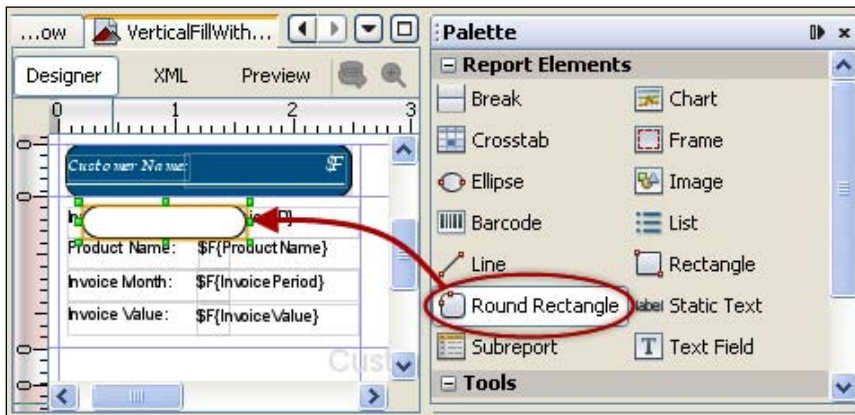 ...ow VerticalFillWith...
Designer XML Preview
0 1 2 3
Customer Name:
Product Name: $F{ProductName}
Invoice Month: $F{InvoicePeriod}
Invoice Value: $F{InvoiceValue}
Cust
Palette
Report Elements
Break Chart
Crosstab Frame
Ellipse Image
Barcode List
Line Rectangle
Round Rectangle label Static Text
Subreport T Text Field
Tools